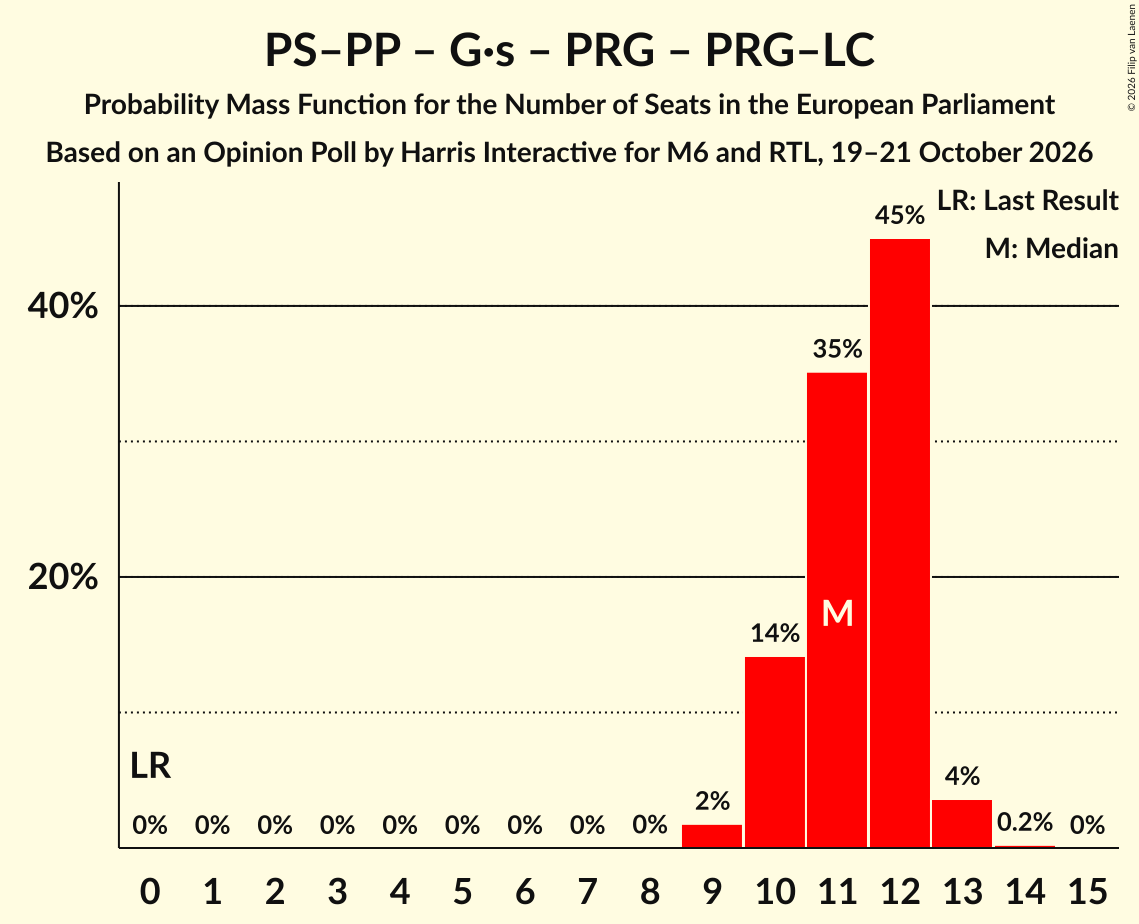 PS–PP – G·s – PRG – PRG–LC
Probability Mass Function for the Number of Seats in the European Parliament
Based on an Opinion Poll by Harris Interactive for M6 and RTL, 19–21 October 2026
© 2026 Filip van Laenen
LR: Last Result
M: Median
45%
40%
35%
20%
M
14%
LR
4%
2%
0% 0% 0% 0% 0% 0% 0% 0% 0% 0.2% 0%
0 1 2 3 4 5 6 7 8 9 10 11 12 13 14 15